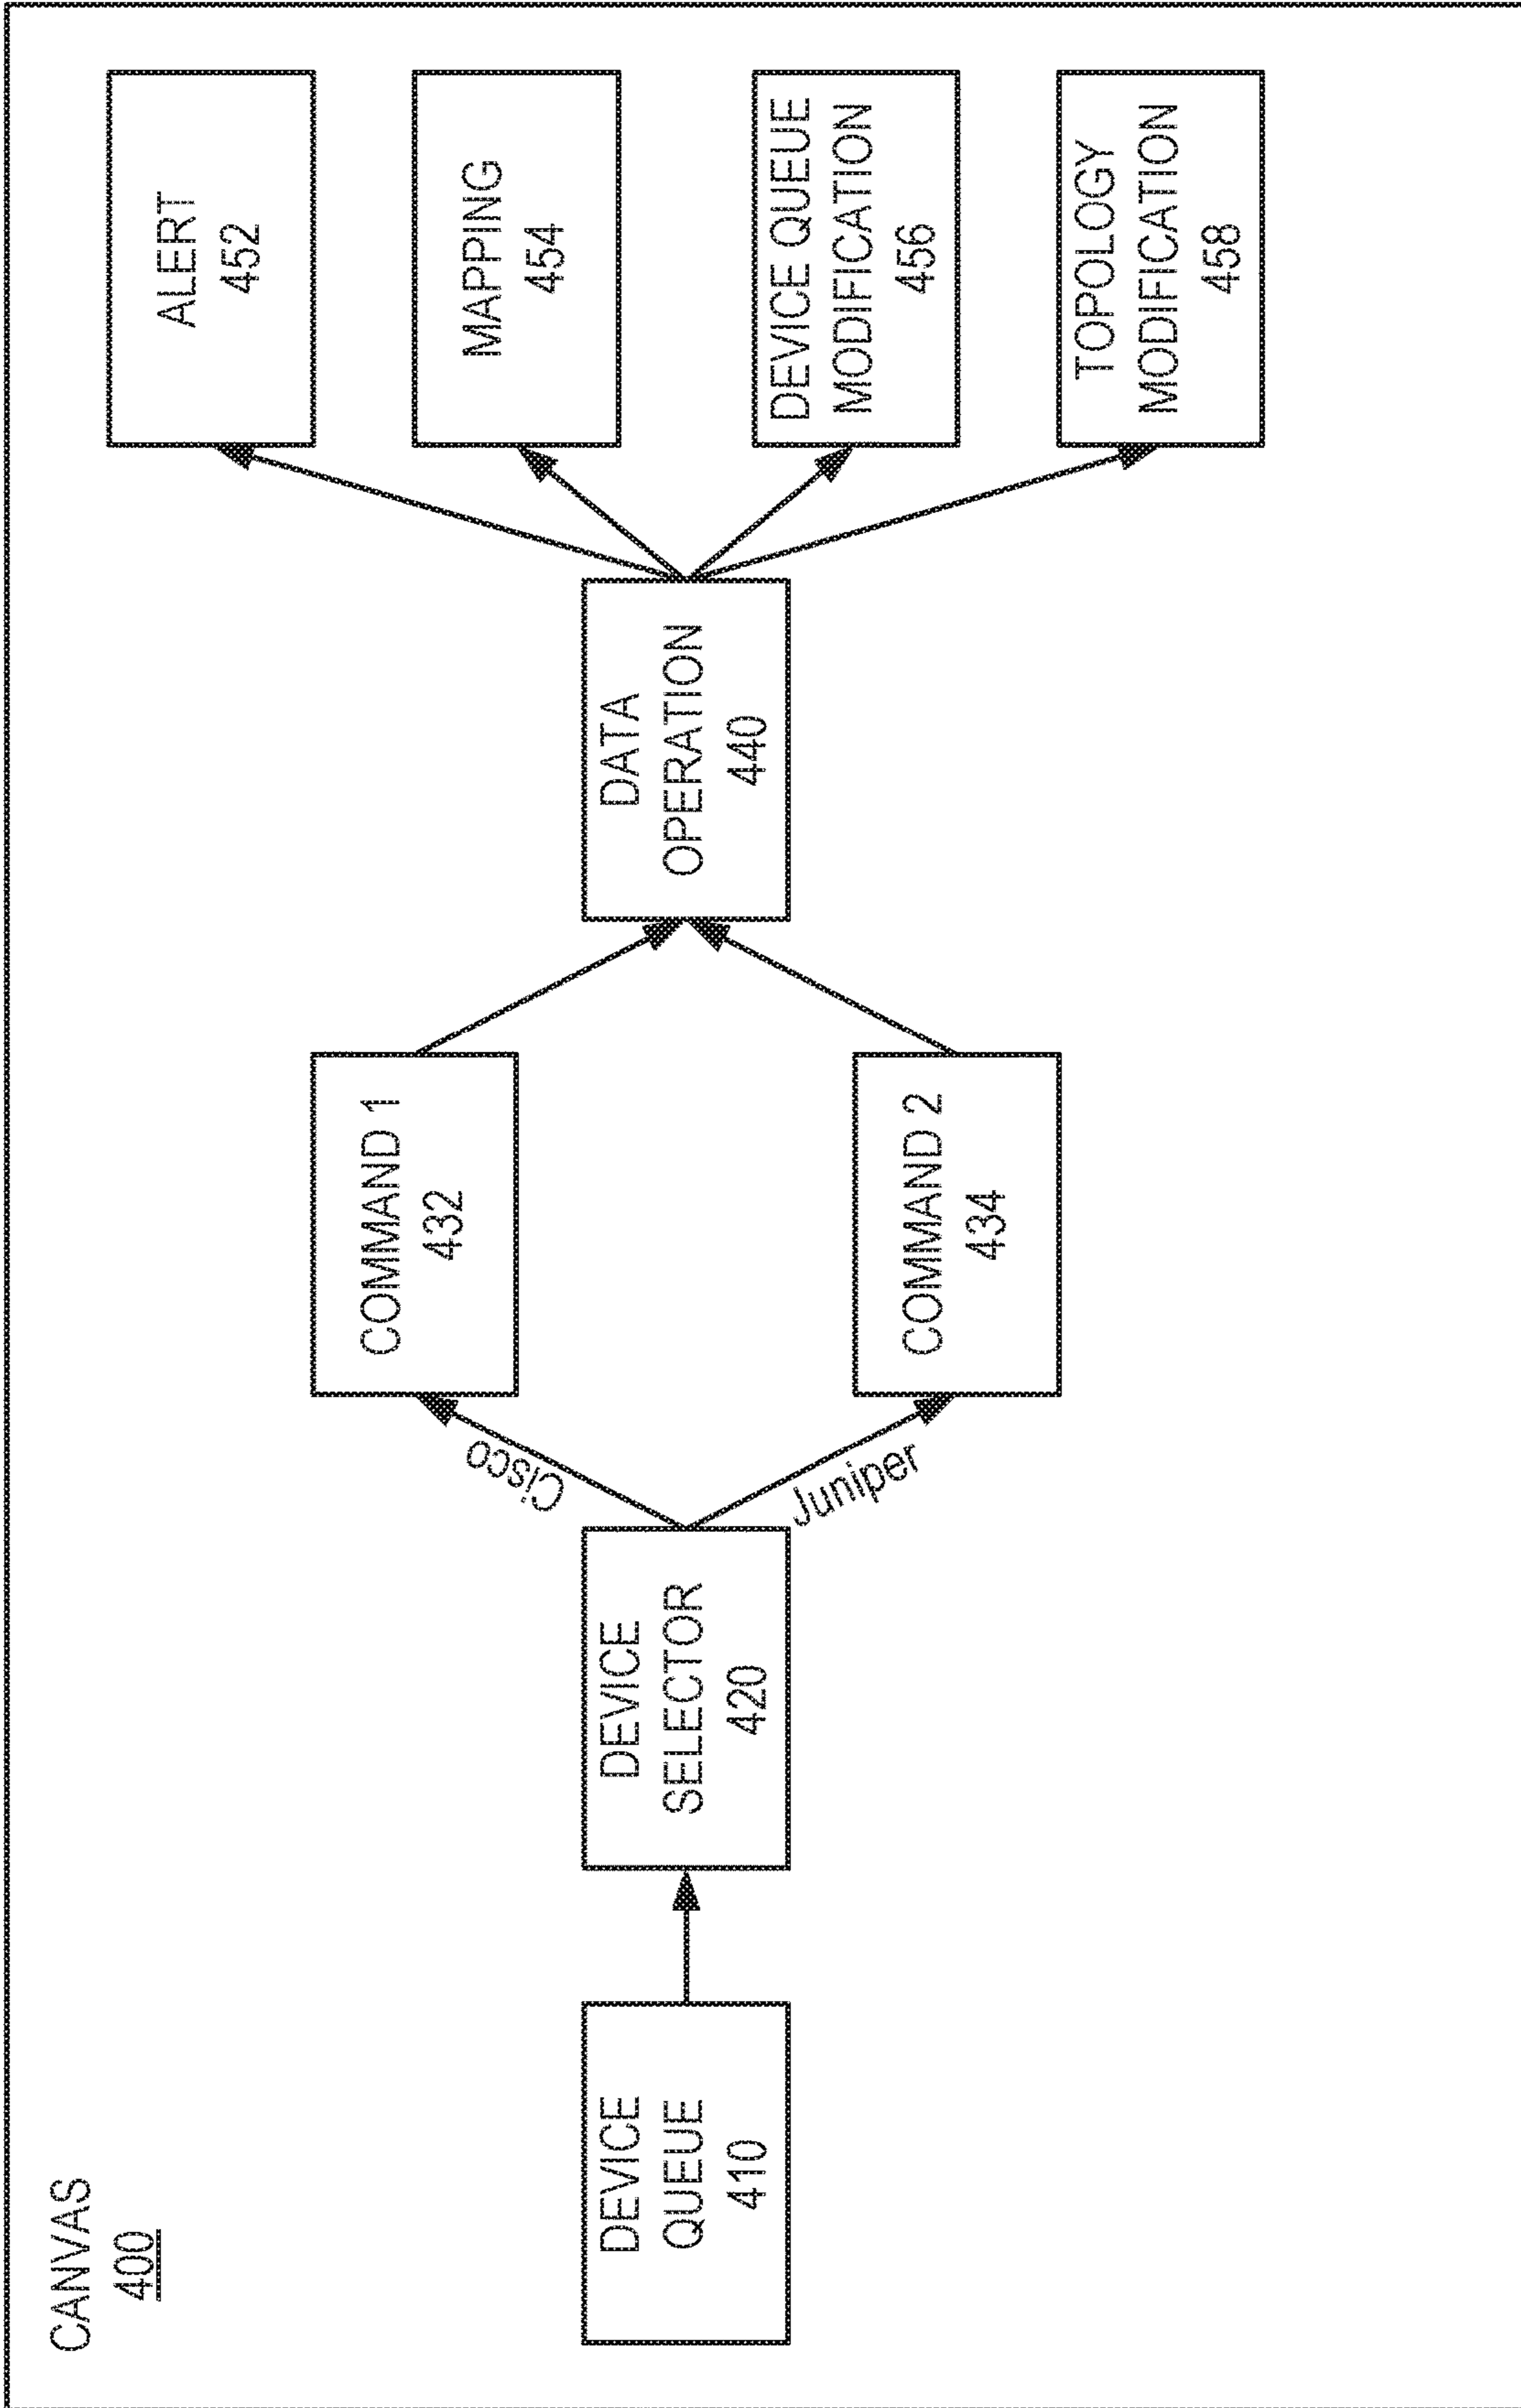 CANVAS
400
DEVICE
QUEUE
410
DEVICE
SELECTOR
420
Cisco
Juniper
COMMAND 1
432
COMMAND 2
434
DATA
OPERATION
440
ALERT
452
MAPPING
454
DEVICE QUEUE
MODIFICATION
456
TOPOLOGY
MODIFICATION
458